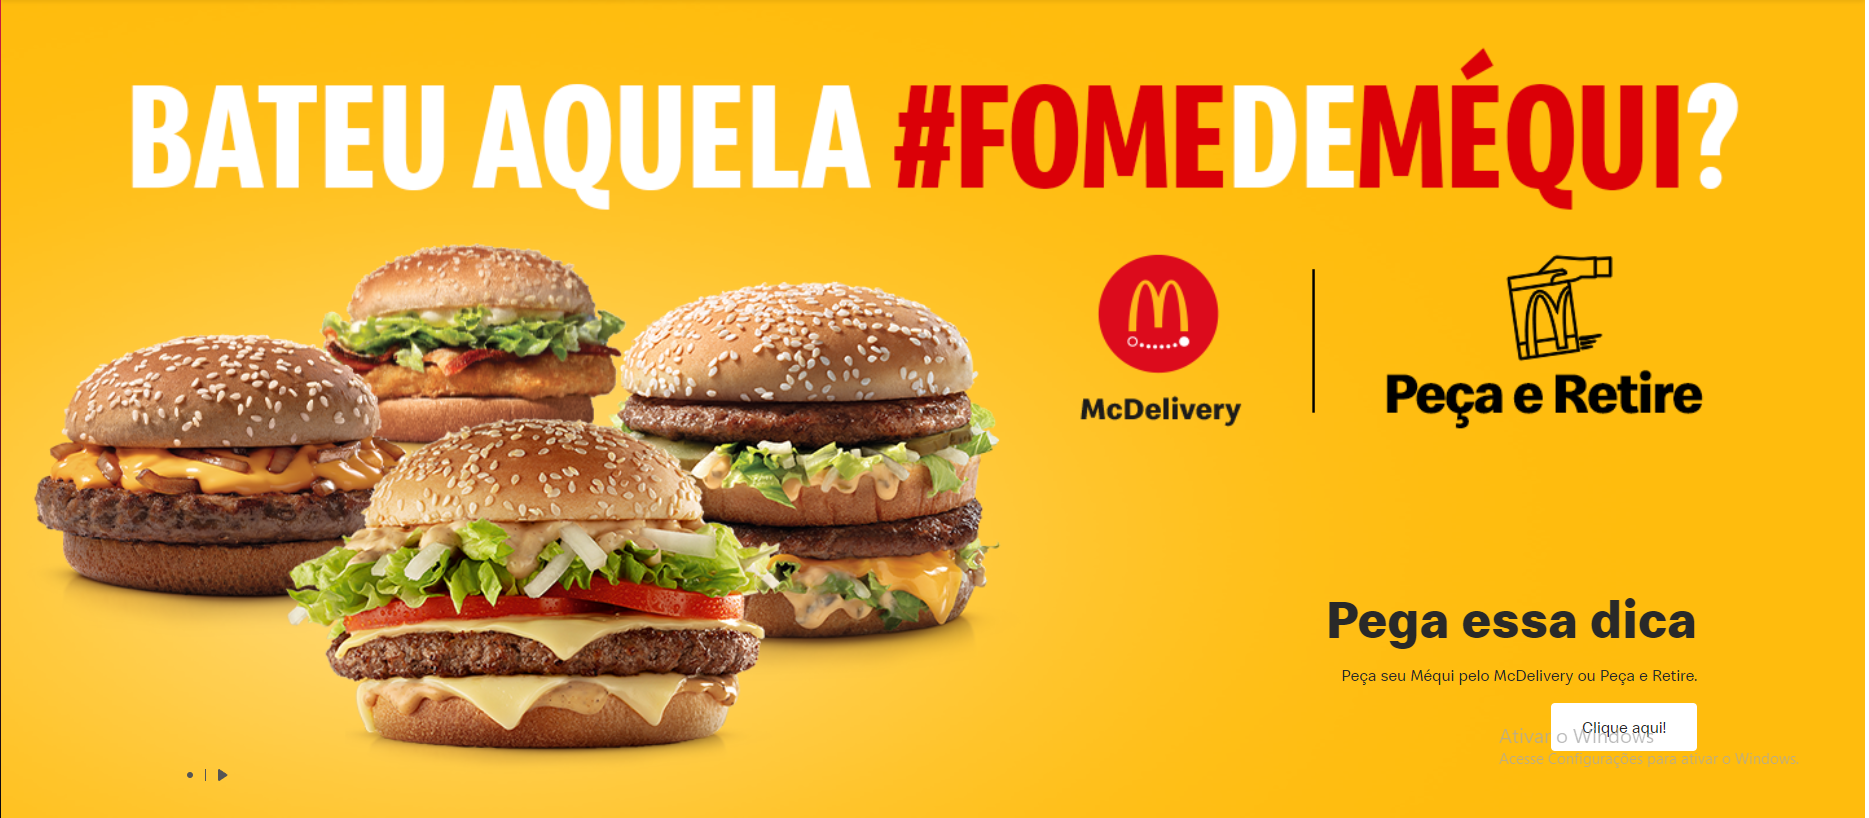 BATEU AQUELA #FOMEDEMÉQUI?
McDelivery
Peça e Retire
Pega essa dica
Peça seu Méqui pelo McDelivery ou Peça e Retire.
Clique aqui!
Ativar o Windows
Acesse Configurações para ativar o Windows.